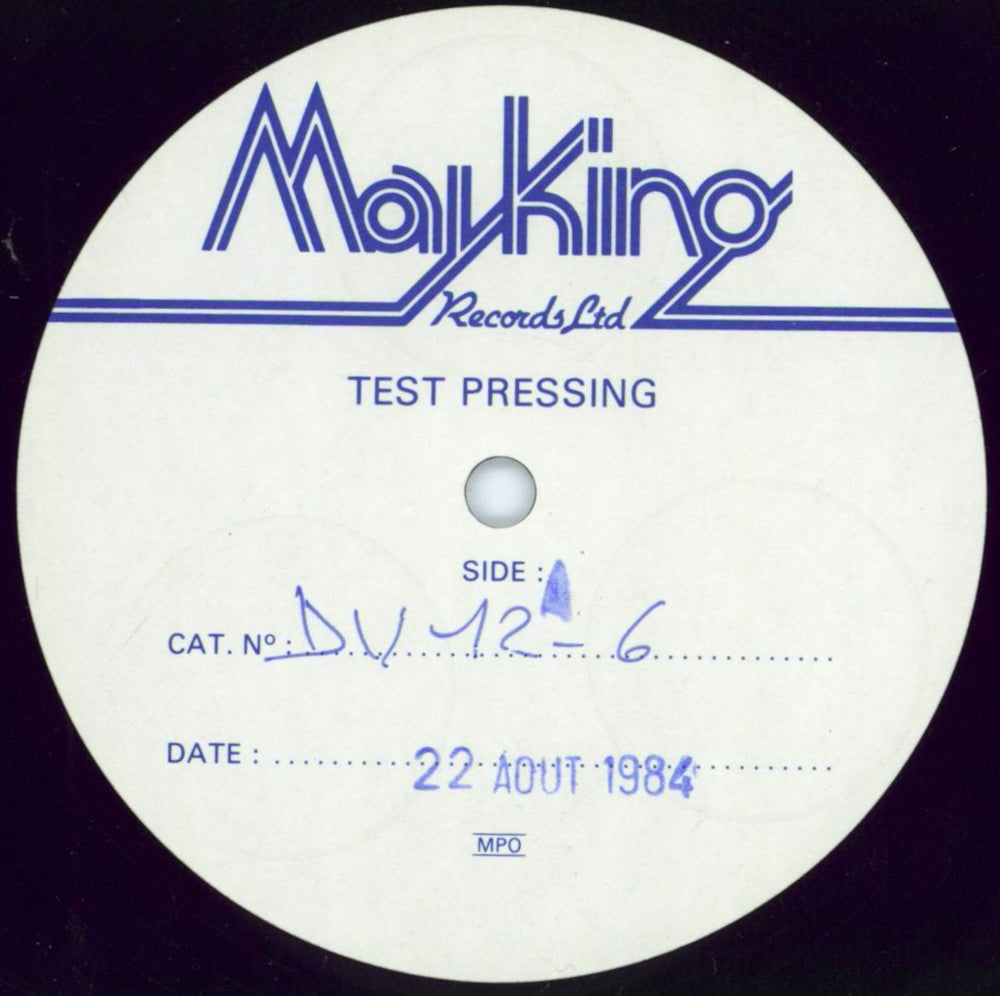 MayKing
Records Ltd
TEST PRESSING
SIDE : A
CAT. Nº : DV 12 - 6
DATE : 22 AOUT 1984
MPO